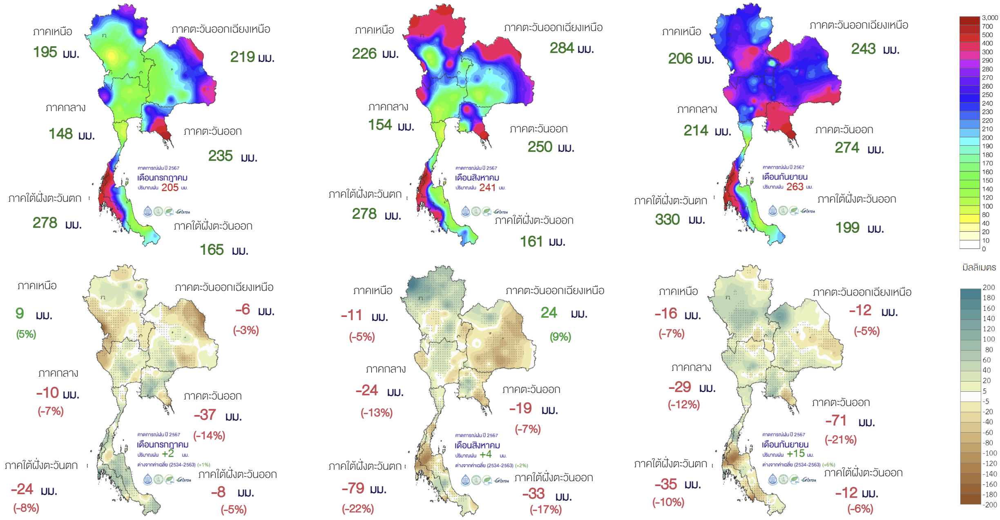 ภาคเหนือ
195 มม.
ภาคตะวันออกเฉียงเหนือ
219 มม.
ภาคกลาง
148 มม.
ภาคตะวันออก
235 มม.
คาดการณ์ฝน ปี 2567
เดือนกรกฎาคม
ปริมาณฝน 205 มม.
ภาคใต้ฝั่งตะวันตก
278 มม.
GISTDA
ภาคใต้ฝั่งตะวันออก
165 มม.
ภาคเหนือ
226 มม.
ภาคตะวันออกเฉียงเหนือ
284 มม.
ภาคกลาง
154 มม.
ภาคตะวันออก
250 มม.
คาดการณ์ฝน ปี 2567
เดือนสิงหาคม
ปริมาณฝน 241 มม.
ภาคใต้ฝั่งตะวันตก
278 มม.
GISTDA
ภาคใต้ฝั่งตะวันออก
161 มม.
ภาคเหนือ
206 มม.
ภาคตะวันออกเฉียงเหนือ
243 มม.
ภาคกลาง
214 มม.
ภาคตะวันออก
274 มม.
คาดการณ์ฝน ปี 2567
เดือนกันยายน
ปริมาณฝน 263 มม.
ภาคใต้ฝั่งตะวันตก
330 มม.
GISTDA
ภาคใต้ฝั่งตะวันออก
199 มม.
3,000
700
500
400
300
290
280
270
260
250
240
230
220
210
200
190
180
170
160
150
140
120
100
80
40
20
10
0
มิลลิเมตร
ภาคเหนือ
9 มม.
(5%)
ภาคตะวันออกเฉียงเหนือ
-6 มม.
(-3%)
ภาคกลาง
-10 มม.
(-7%)
ภาคตะวันออก
-37 มม.
(-14%)
คาดการณ์ฝน ปี 2567
เดือนกรกฎาคม
ปริมาณฝน +2 มม.
ต่างจากค่าเฉลี่ย (2534-2563) (+1%)
ภาคใต้ฝั่งตะวันตก
-24 มม.
(-8%)
GISTDA
ภาคใต้ฝั่งตะวันออก
-8 มม.
(-5%)
ภาคเหนือ
-11 มม.
(-5%)
ภาคตะวันออกเฉียงเหนือ
24 มม.
(9%)
ภาคกลาง
-24 มม.
(-13%)
ภาคตะวันออก
-19 มม.
(-7%)
คาดการณ์ฝน ปี 2567
เดือนสิงหาคม
ปริมาณฝน +4 มม.
ต่างจากค่าเฉลี่ย (2534-2563) (+2%)
ภาคใต้ฝั่งตะวันตก
-79 มม.
(-22%)
GISTDA
ภาคใต้ฝั่งตะวันออก
-33 มม.
(-17%)
ภาคเหนือ
-16 มม.
(-7%)
ภาคตะวันออกเฉียงเหนือ
-12 มม.
(-5%)
ภาคกลาง
-29 มม.
(-12%)
ภาคตะวันออก
-71 มม.
(-21%)
คาดการณ์ฝน ปี 2567
เดือนกันยายน
ปริมาณฝน +15 มม.
ต่างจากค่าเฉลี่ย (2534-2563) (+6%)
ภาคใต้ฝั่งตะวันตก
-35 มม.
(-10%)
GISTDA
ภาคใต้ฝั่งตะวันออก
-12 มม.
(-6%)
200
180
160
140
120
100
80
60
40
20
5
-5
-20
-40
-60
-80
-100
-120
-140
-160
-180
-200